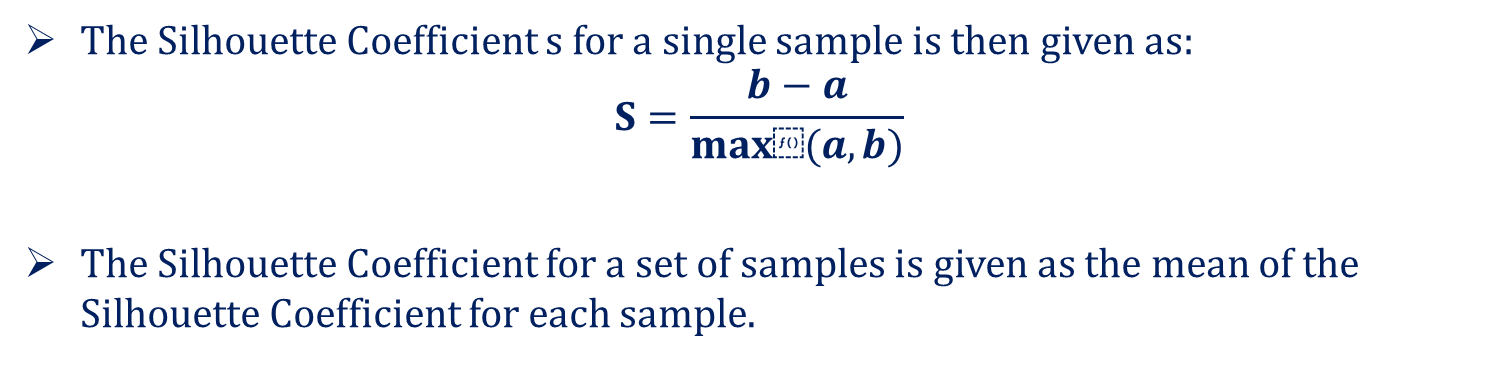 ➢ The Silhouette Coefficient s for a single sample is then given as:
b − a
S =
max f() (a, b)
➢ The Silhouette Coefficient for a set of samples is given as the mean of the
Silhouette Coefficient for each sample.